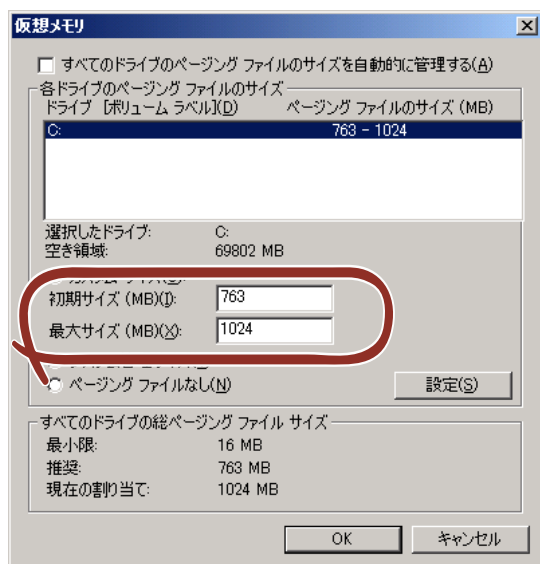 仮想メモリ
すべてのドライブのページング ファイルのサイズを自動的に管理する(A)
各ドライブのページング ファイルのサイズ
ドライブ [ボリューム ラベル](D) ページング ファイルのサイズ (MB)
C: 763 - 1024
選択したドライブ: C:
空き領域: 69802 MB
初期サイズ (MB)(I): 763
最大サイズ (MB)(X): 1024
ページング ファイルなし(N) 設定(S)
すべてのドライブの総ページング ファイル サイズ
最小限: 16 MB
推奨: 763 MB
現在の割り当て: 1024 MB
OK キャンセル